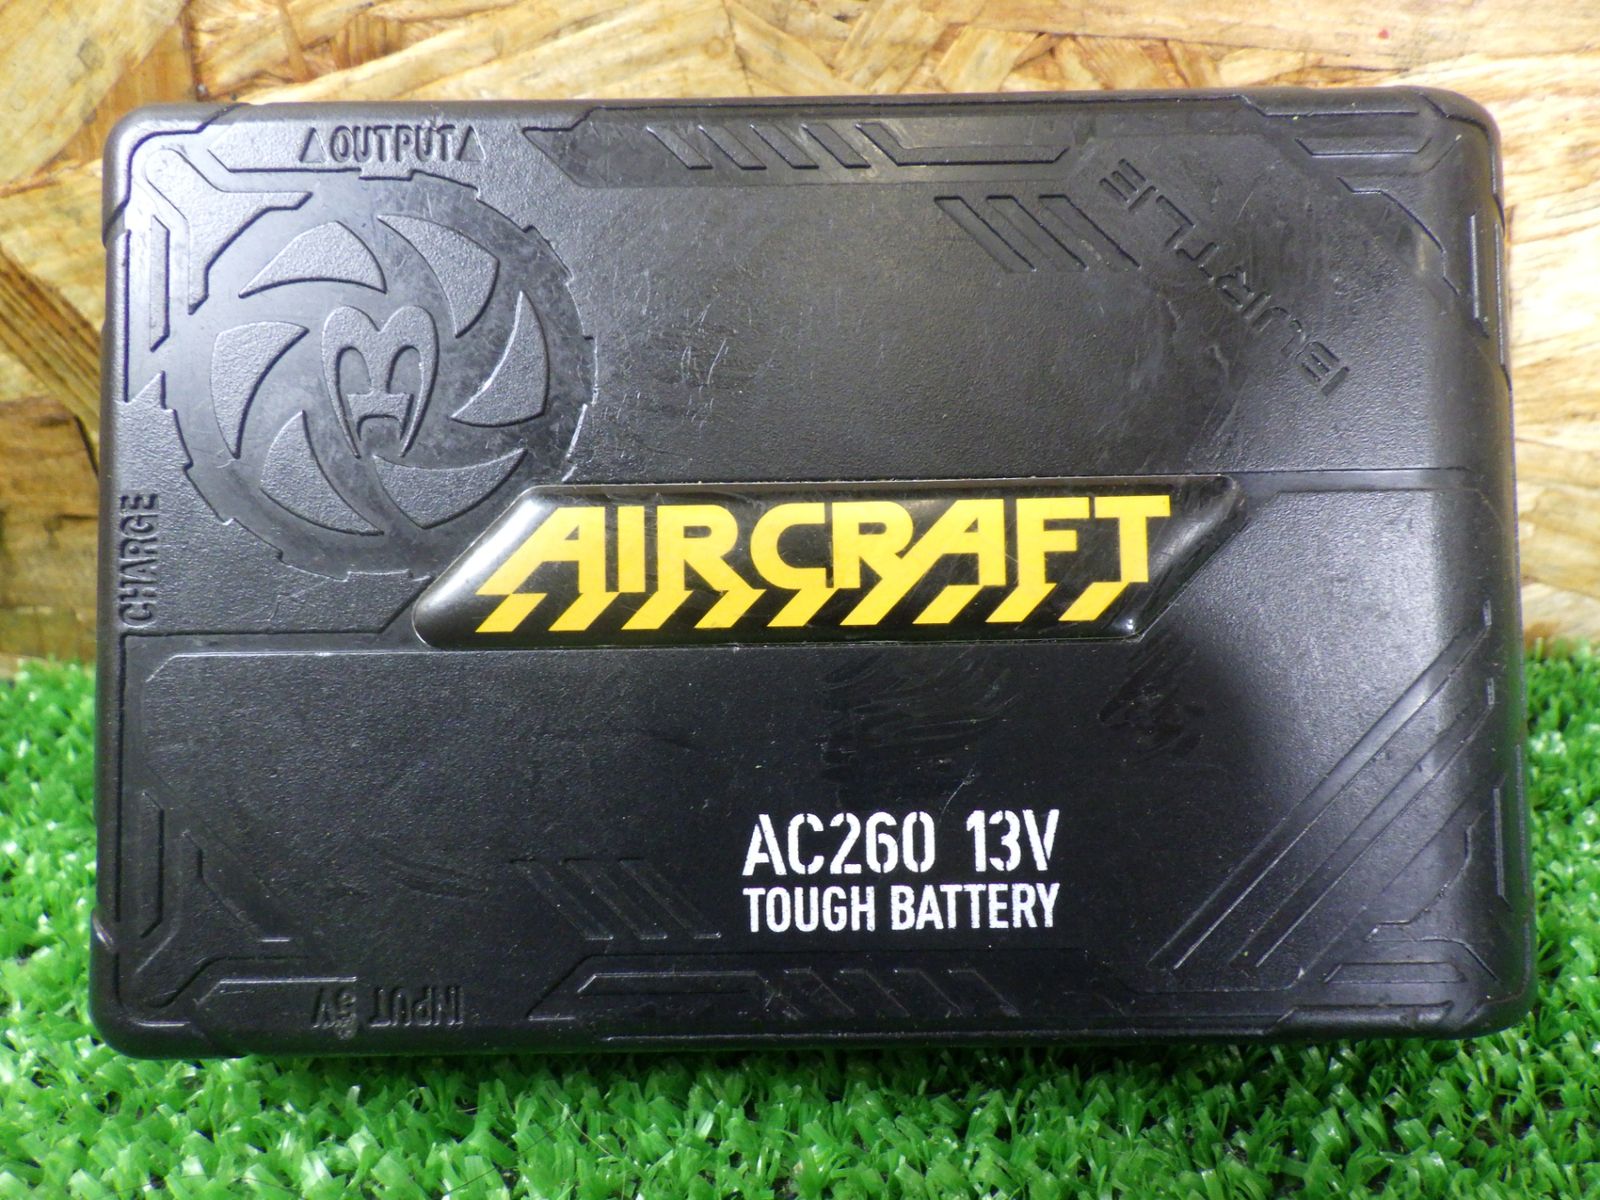 △OUTPUT△
BURTLE
CHARGE
AIRCRAFT
AC260 13V
TOUGH BATTERY
INPUT 5V